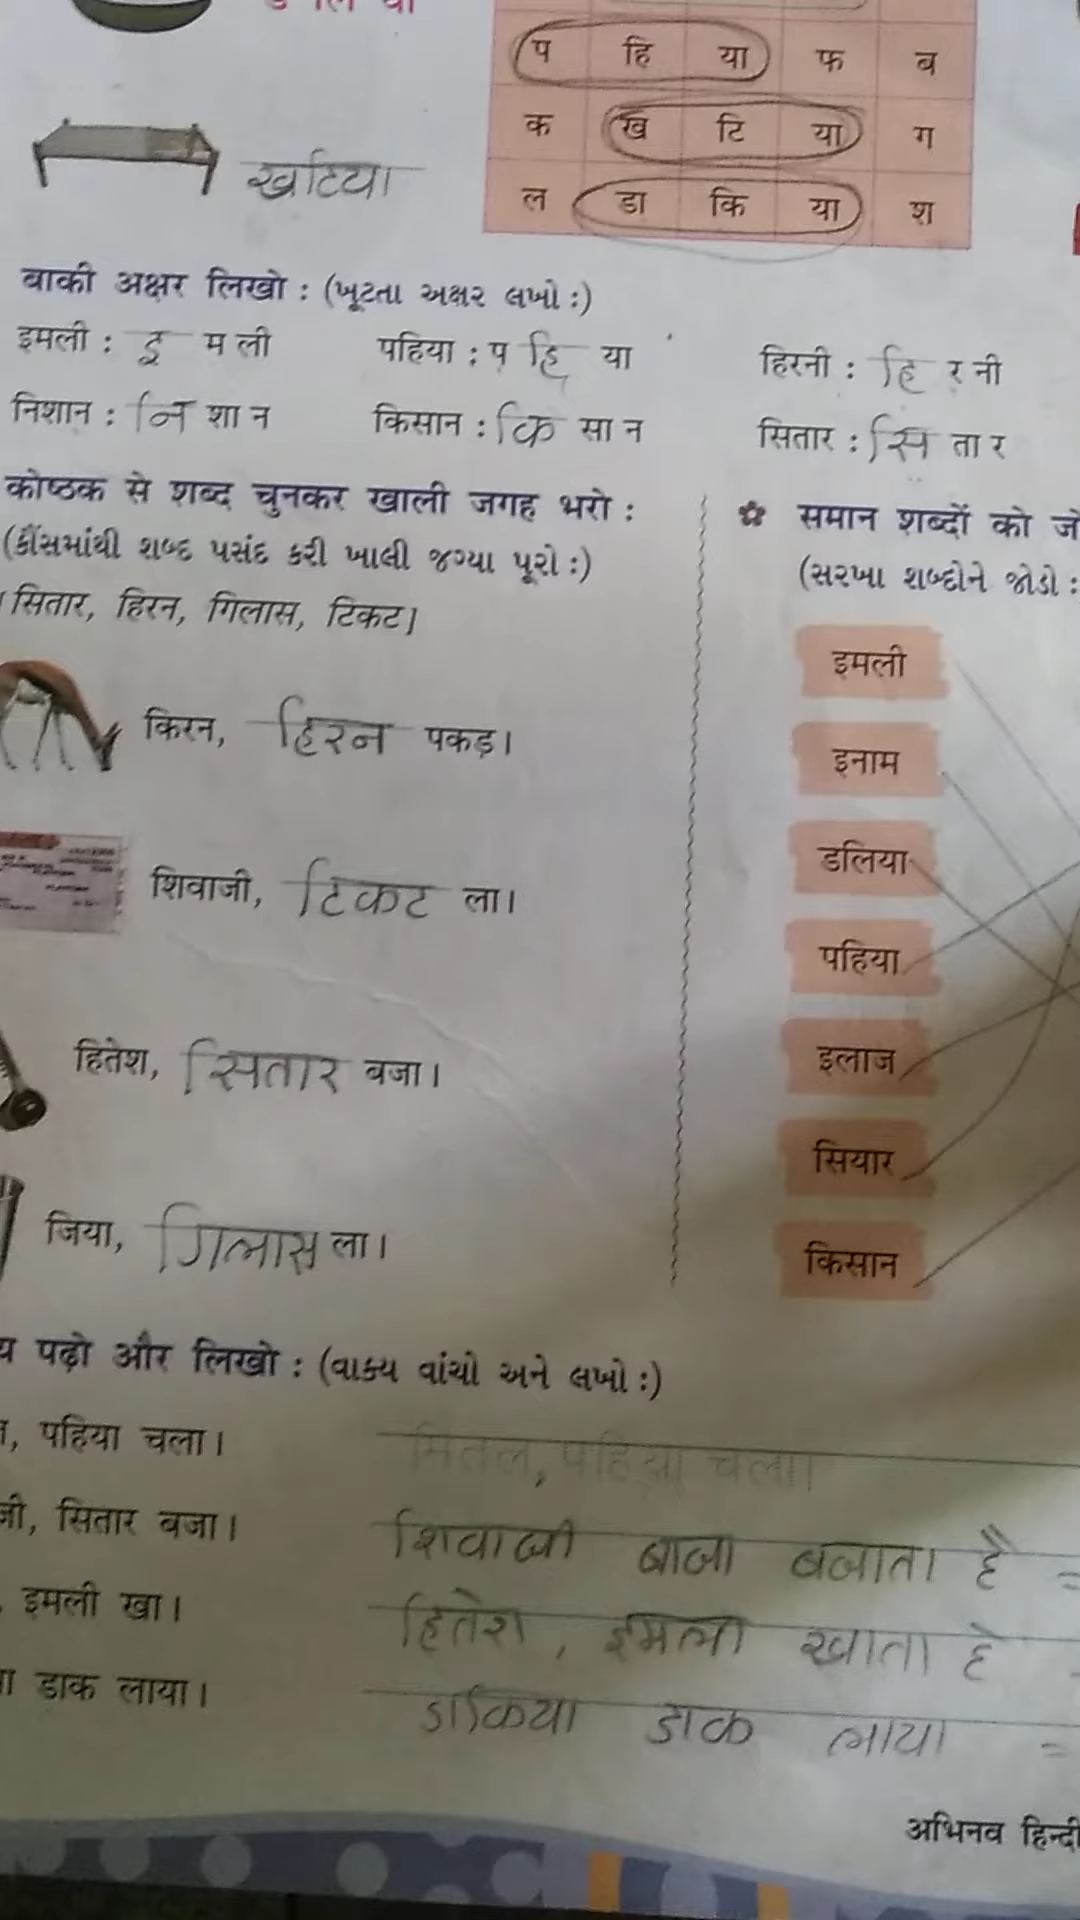 प हि या फ ब
क ख टि या ग
खटिया
ल डा कि या श
बाकी अक्षर लिखो : (ખૂટતા અક્ષર લખો :)
इमली : इ म ली पहिया : प हि या हिरनी : हि र नी
निशान : नि शा न किसान : कि सा न सितार : सि ता र
कोष्ठक से शब्द चुनकर खाली जगह भरो :
(કૌંસમાંથી શબ્દ પસંદ કરી ખાલી જગ્યા પૂરો :)
सितार, हिरन, गिलास, टिकट]
किरन, हिरन पकड़।
शिवाजी, टिकट ला।
हितेश, सितार बजा।
जिया, गिलास ला।
❀ समान शब्दों को जो
(સરખા શબ્દોને જોડો :
इमली
इनाम
डलिया
पहिया
इलाज
सियार
किसान
य पढ़ो और लिखो : (વાક્ય વાંચો અને લખો :)
, पहिया चला। मितल, पहिया चला।
जी, सितार बजा। शिवाजी बाजा बजाता है =
इमली खा। हितेश, इमली खाता है -
डाक लाया। डाकिया डाक लाया =
अभिनव हिन्दी